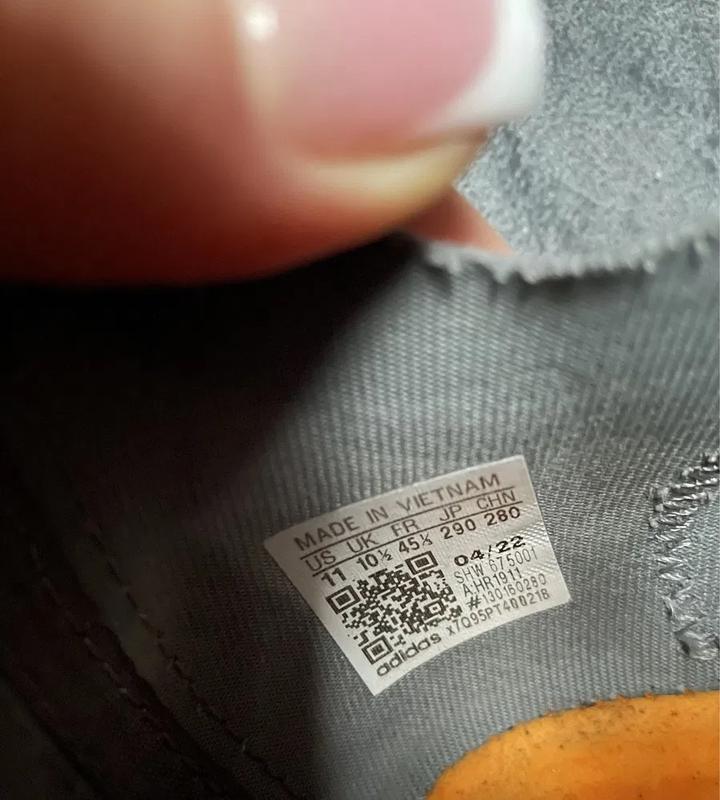 MADE IN VIETNAM
US UK FR JP CHN
11 10½ 45⅓ 290 280
04/22
SHW 675001
A:HR1911
#130160280
x7Q95PT400218
adidas